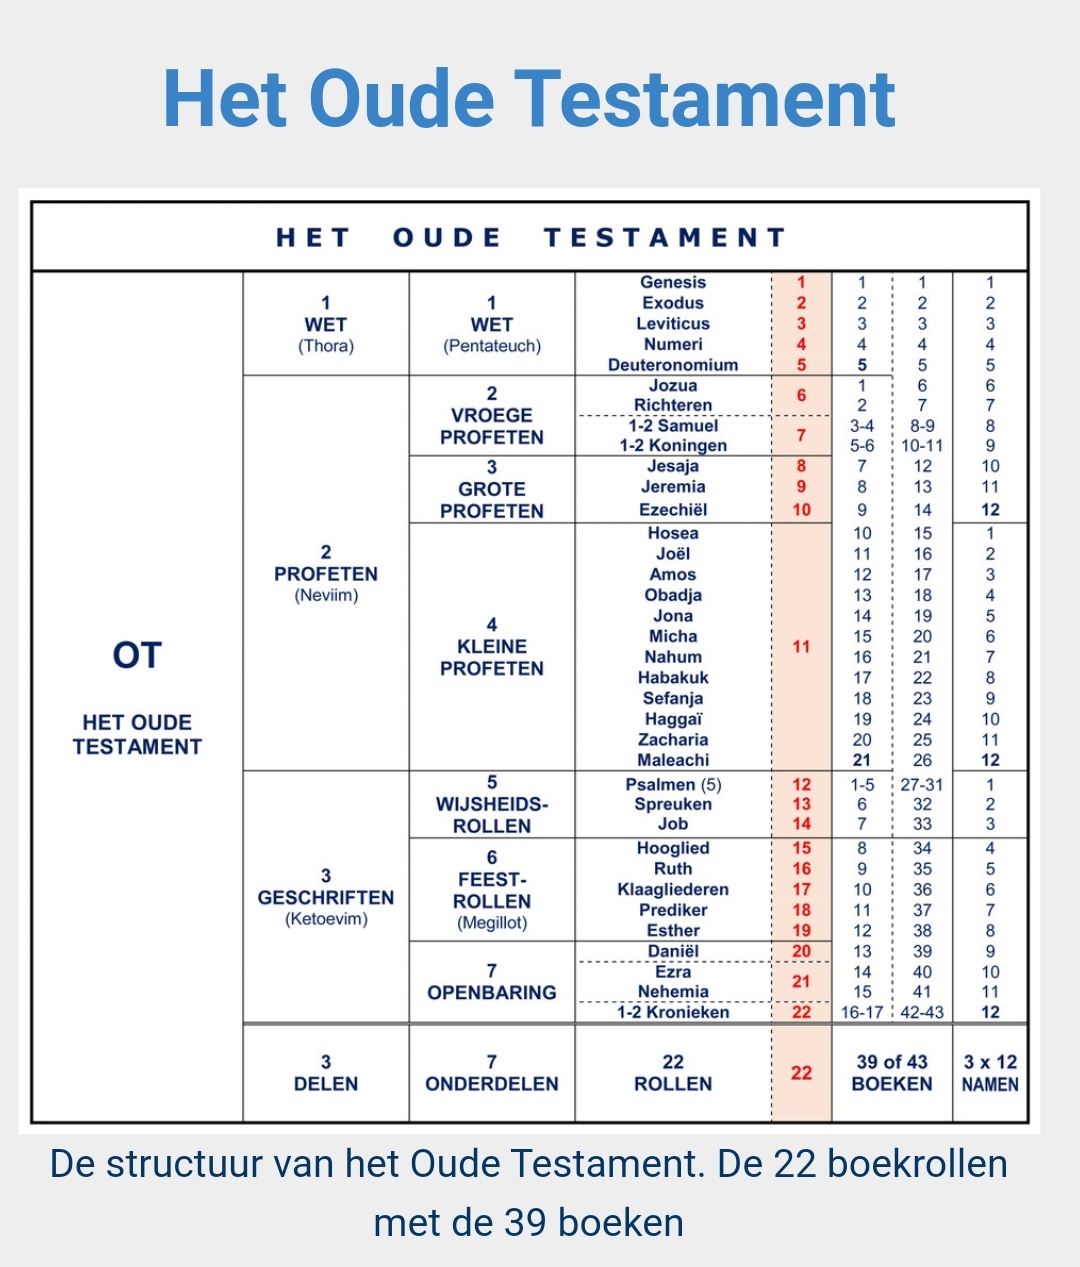 Het Oude Testament
HET OUDE TESTAMENT
OT
HET OUDE
TESTAMENT
1
WET
(Thora)
1
WET
(Pentateuch)
Genesis 1 1 1 1
Exodus 2 2 2 2
Leviticus 3 3 3 3
Numeri 4 4 4 4
Deuteronomium 5 5 5 5
2
PROFETEN
(Neviim)
2
VROEGE
PROFETEN
Jozua 1 6 6
6
Richteren 2 7 7
1-2 Samuel 3-4 8-9 8
7
1-2 Koningen 5-6 10-11 9
3
GROTE
PROFETEN
Jesaja 8 7 12 10
Jeremia 9 8 13 11
Ezechiël 10 9 14 12
4
KLEINE
PROFETEN
Hosea 10 15 1
Joël 11 16 2
Amos 12 17 3
Obadja 13 18 4
Jona 14 19 5
Micha 15 20 6
11
Nahum 16 21 7
Habakuk 17 22 8
Sefanja 18 23 9
Haggaï 19 24 10
Zacharia 20 25 11
Maleachi 21 26 12
3
GESCHRIFTEN
(Ketoevim)
5
WIJSHEIDS-
ROLLEN
Psalmen (5) 12 1-5 27-31 1
Spreuken 13 6 32 2
Job 14 7 33 3
6
FEEST-
ROLLEN
(Megillot)
Hooglied 15 8 34 4
Ruth 16 9 35 5
Klaagliederen 17 10 36 6
Prediker 18 11 37 7
Esther 19 12 38 8
7
OPENBARING
Daniël 20 13 39 9
Ezra 14 40 10
21
Nehemia 15 41 11
1-2 Kronieken 22 16-17 42-43 12
3
DELEN
7
ONDERDELEN
22
ROLLEN
22
39 of 43
BOEKEN
3 x 12
NAMEN
De structuur van het Oude Testament. De 22 boekrollen
met de 39 boeken